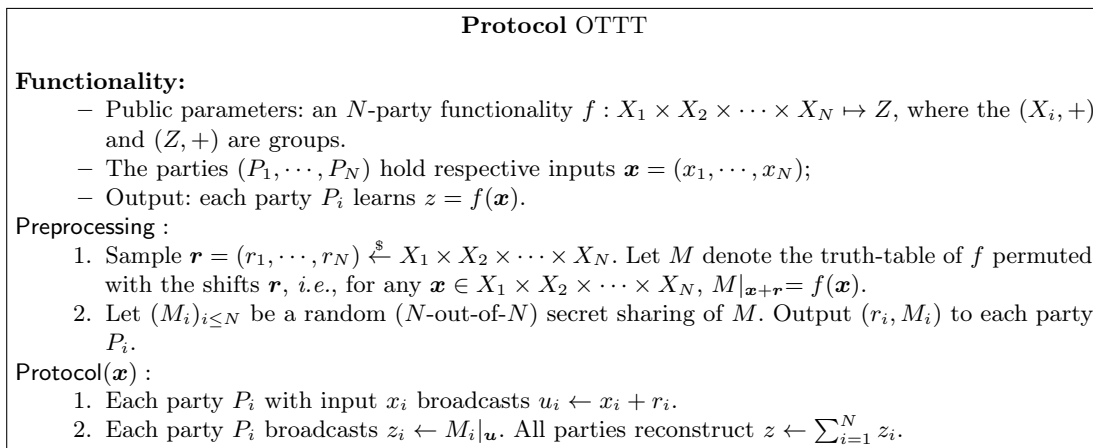 Protocol OTTT
Functionality:
– Public parameters: an N-party functionality f : X₁ × X₂ × ⋯ × X_N ↦ Z, where the (X_i, +)
and (Z, +) are groups.
– The parties (P₁, ⋯, P_N) hold respective inputs 𝒙 = (x₁, ⋯, x_N);
– Output: each party P_i learns z = f(𝒙).
Preprocessing :
1. Sample 𝒓 = (r₁, ⋯, r_N) $← X₁ × X₂ × ⋯ × X_N. Let M denote the truth-table of f permuted
with the shifts 𝒓, i.e., for any 𝒙 ∈ X₁ × X₂ × ⋯ × X_N, M|_{𝒙+𝒓}= f(𝒙).
2. Let (M_i)_{i≤N} be a random (N-out-of-N) secret sharing of M. Output (r_i, M_i) to each party
P_i.
Protocol(𝒙) :
1. Each party P_i with input x_i broadcasts u_i ← x_i + r_i.
2. Each party P_i broadcasts z_i ← M_i|_𝒖. All parties reconstruct z ← ∑_{i=1}^N z_i.